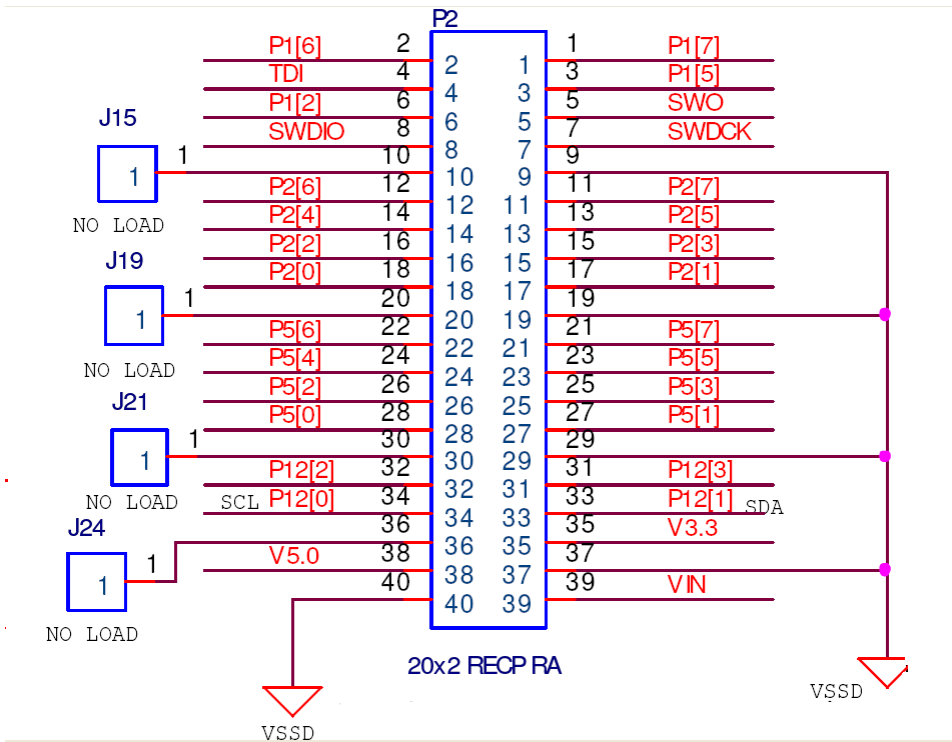 P2
P1[6] 2 2 1 1 P1[7]
TDI 4 4 3 3 P1[5]
P1[2] 6 6 5 5 SWO
SWDIO 8 8 7 7 SWDCK
J15 1 1 10 10 9 9
NO LOAD
P2[6] 12 12 11 11 P2[7]
P2[4] 14 14 13 13 P2[5]
P2[2] 16 16 15 15 P2[3]
P2[0] 18 18 17 17 P2[1]
J19 1 1 20 20 19 19
NO LOAD
P5[6] 22 22 21 21 P5[7]
P5[4] 24 24 23 23 P5[5]
P5[2] 26 26 25 25 P5[3]
P5[0] 28 28 27 27 P5[1]
J21 1 1 30 30 29 29
NO LOAD
P12[2] 32 32 31 31 P12[3]
SCL P12[0] 34 34 33 33 P12[1] SDA
J24 1 1 36 36 35 35 V3.3
NO LOAD
V5.0 38 38 37 37
40 40 39 39 VIN
20x2 RECP RA
VSSD
VSSD